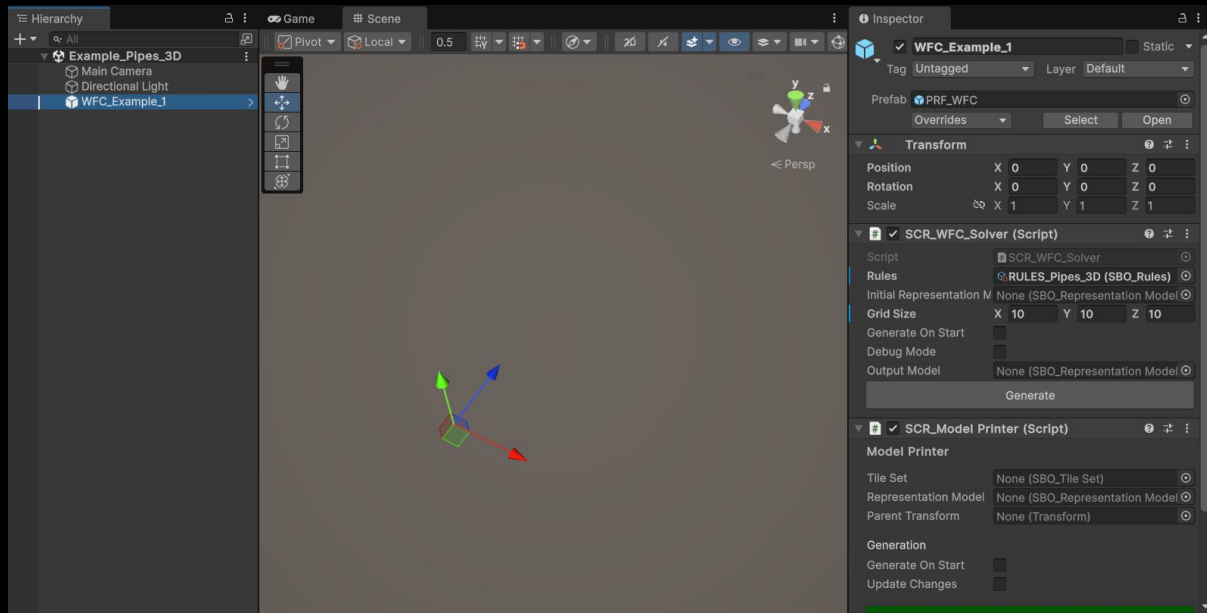 Hierarchy
Game
Scene
Inspector
All
Example_Pipes_3D
Main Camera
Directional Light
WFC_Example_1
Pivot
Local
0.5
2D
y
z
x
Persp
WFC_Example_1
Static
Tag Untagged
Layer Default
Prefab PRF_WFC
Overrides
Select
Open
Transform
Position X 0 Y 0 Z 0
Rotation X 0 Y 0 Z 0
Scale X 1 Y 1 Z 1
SCR_WFC_Solver (Script)
Script SCR_WFC_Solver
Rules RULES_Pipes_3D (SBO_Rules)
Initial Representation M None (SBO_Representation Model
Grid Size X 10 Y 10 Z 10
Generate On Start
Debug Mode
Output Model None (SBO_Representation Model
Generate
SCR_Model Printer (Script)
Model Printer
Tile Set None (SBO_Tile Set)
Representation Model None (SBO_Representation Model
Parent Transform None (Transform)
Generation
Generate On Start
Update Changes